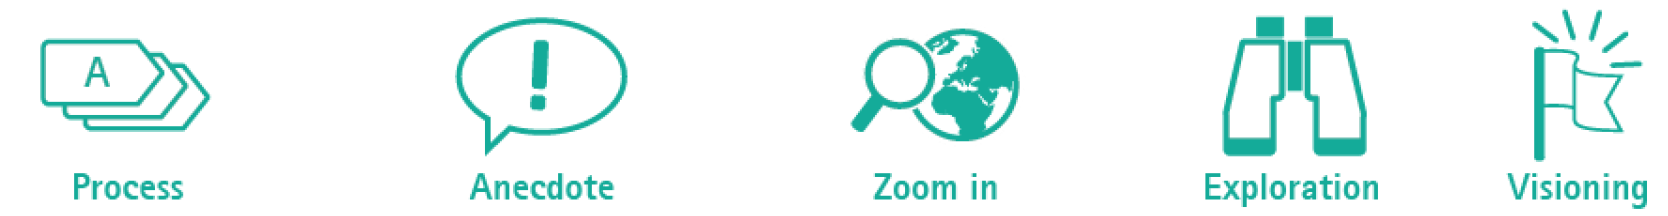 A
!
Process
Anecdote
Zoom in
Exploration
Visioning